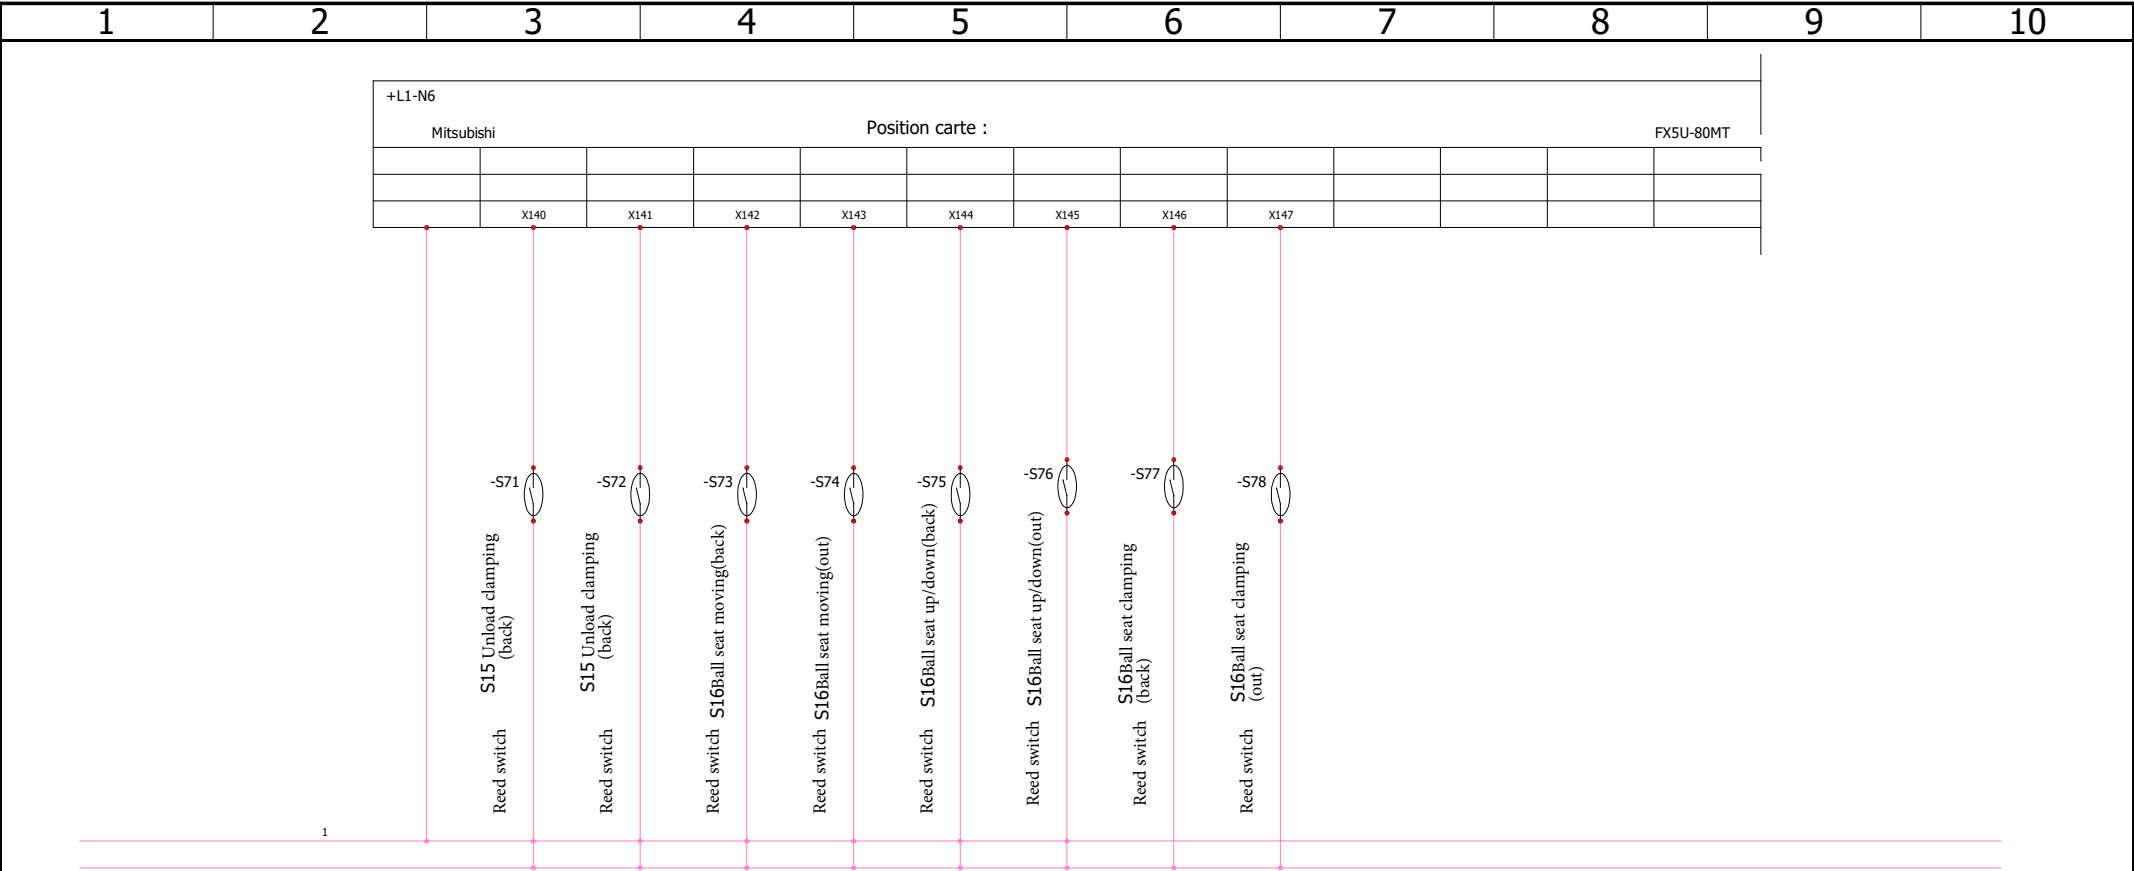 1 2 3 4 5 6 7 8 9 10
+L1-N6
Mitsubishi Position carte : FX5U-80MT
X140 X141 X142 X143 X144 X145 X146 X147
-S71 -S72 -S73 -S74 -S75 -S76 -S77 -S78
Reed switch S15 Unload clamping
(back)
Reed switch S15 Unload clamping
(back)
Reed switch S16Ball seat moving(back)
Reed switch S16Ball seat moving(out)
Reed switch S16Ball seat up/down(back)
Reed switch S16Ball seat up/down(out)
Reed switch S16Ball seat clamping
(back)
Reed switch S16Ball seat clamping
(out)
1